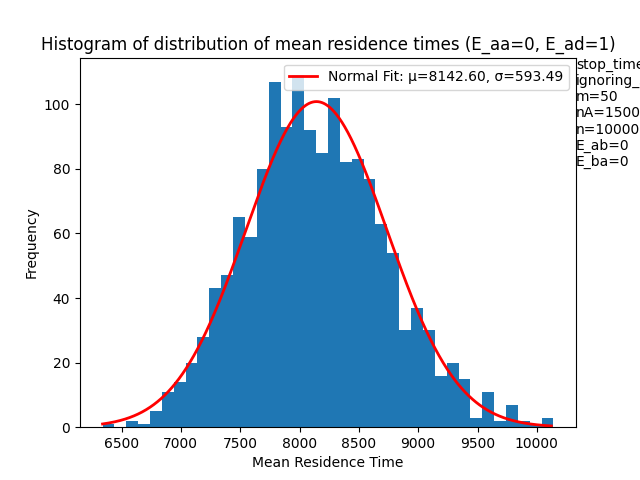 Histogram of distribution of mean residence times (E_aa=0, E_ad=1)
Normal Fit: μ=8142.60, σ=593.49
stop_time
ignoring_
m=50
nA=1500
n=10000
E_ab=0
E_ba=0
Frequency
100
80
60
40
20
0
6500 7000 7500 8000 8500 9000 9500 10000
Mean Residence Time